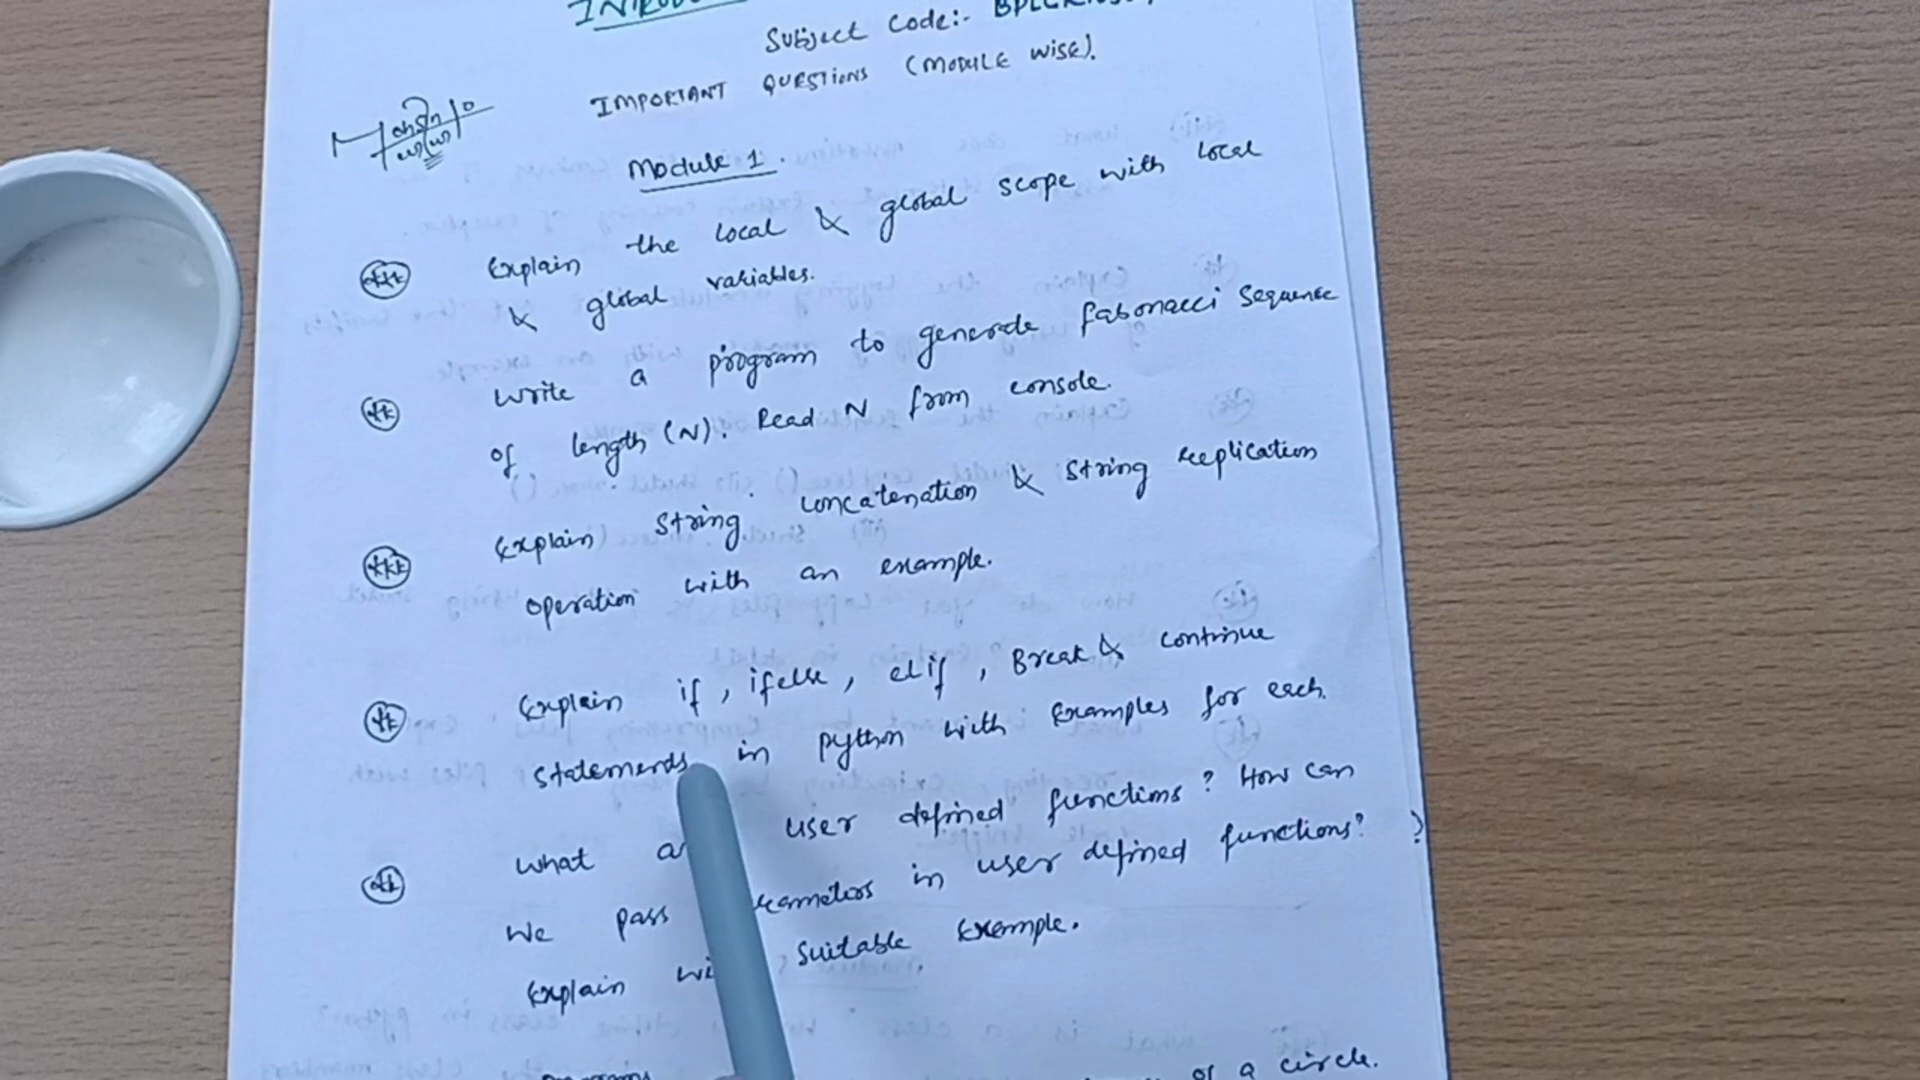 Subject Code:-
IMPORTANT QUESTIONS (MODULE WISE).
Module 1.
Explain the local & global scope with local
& global variables.
Write a program to generate fabonacci sequence
of length (N). Read N from console.
Explain string concatenation & string replication
operation with an example.
Explain if, ifelse, elif, Break & continue
statements in python with examples for each.
What user defined functions? How can
we pass in user defined functions? ?
Explain suitable example.
of a circle.